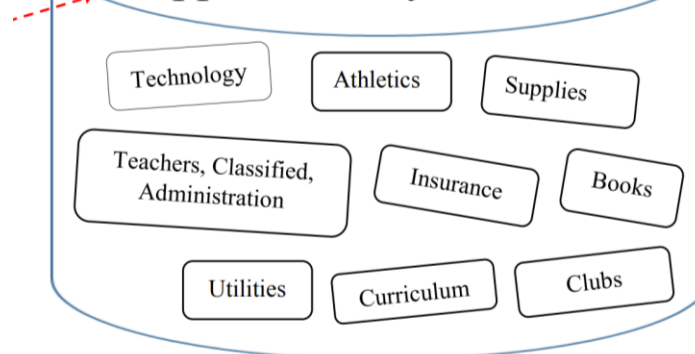 Technology
Athletics
Supplies
Teachers, Classified,
Administration
Insurance
Books
Utilities
Curriculum
Clubs